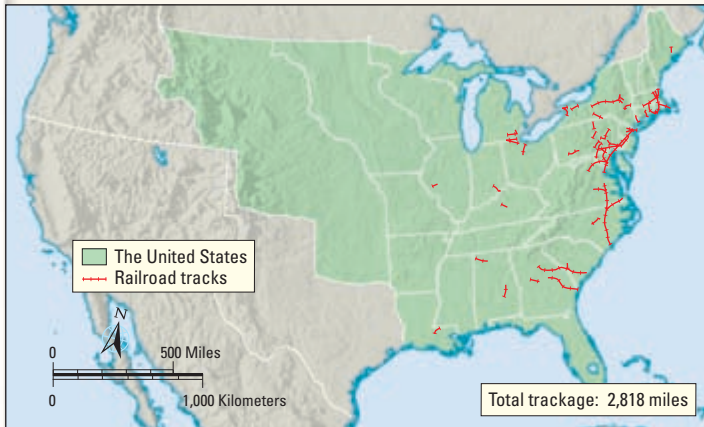 The United States
Railroad tracks
N
0 500 Miles
0 1,000 Kilometers
Total trackage: 2,818 miles